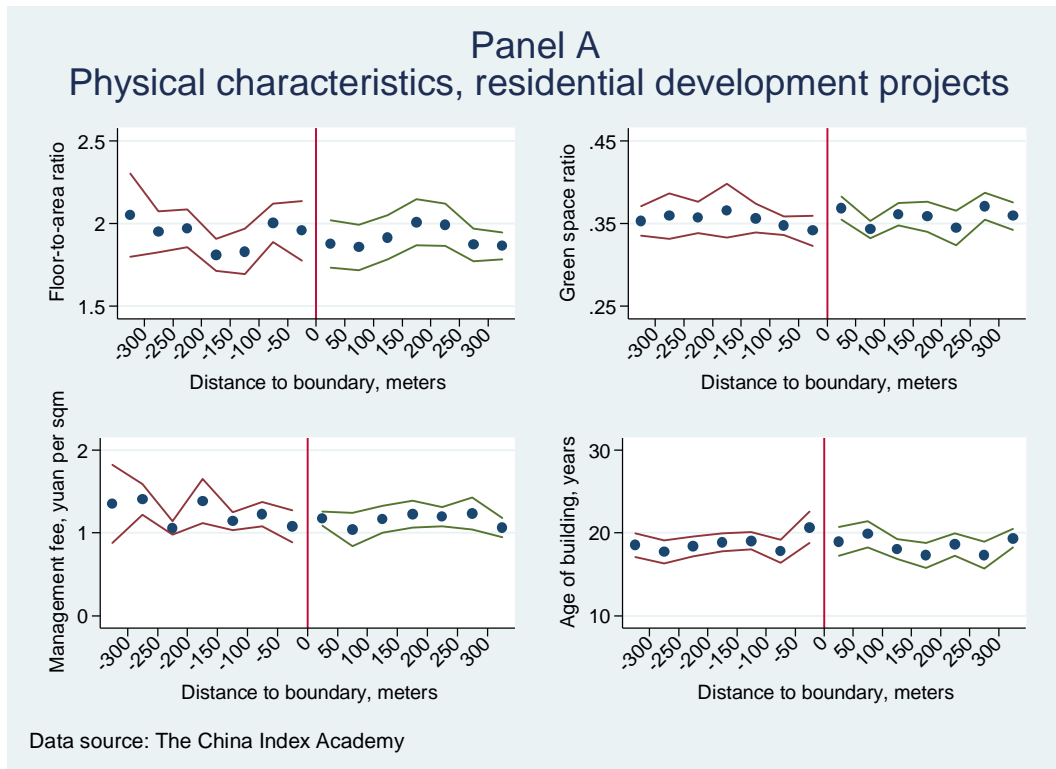 Panel A
Physical characteristics, residential development projects
Floor-to-area ratio
2.5
2
1.5
-300 -250 -200 -150 -100 -50 0 50 100 150 200 250 300
Distance to boundary, meters
Green space ratio
.45
.35
.25
-300 -250 -200 -150 -100 -50 0 50 100 150 200 250 300
Distance to boundary, meters
Management fee, yuan per sqm
2
1
0
-300 -250 -200 -150 -100 -50 0 50 100 150 200 250 300
Distance to boundary, meters
Age of building, years
30
20
10
-300 -250 -200 -150 -100 -50 0 50 100 150 200 250 300
Distance to boundary, meters
Data source: The China Index Academy